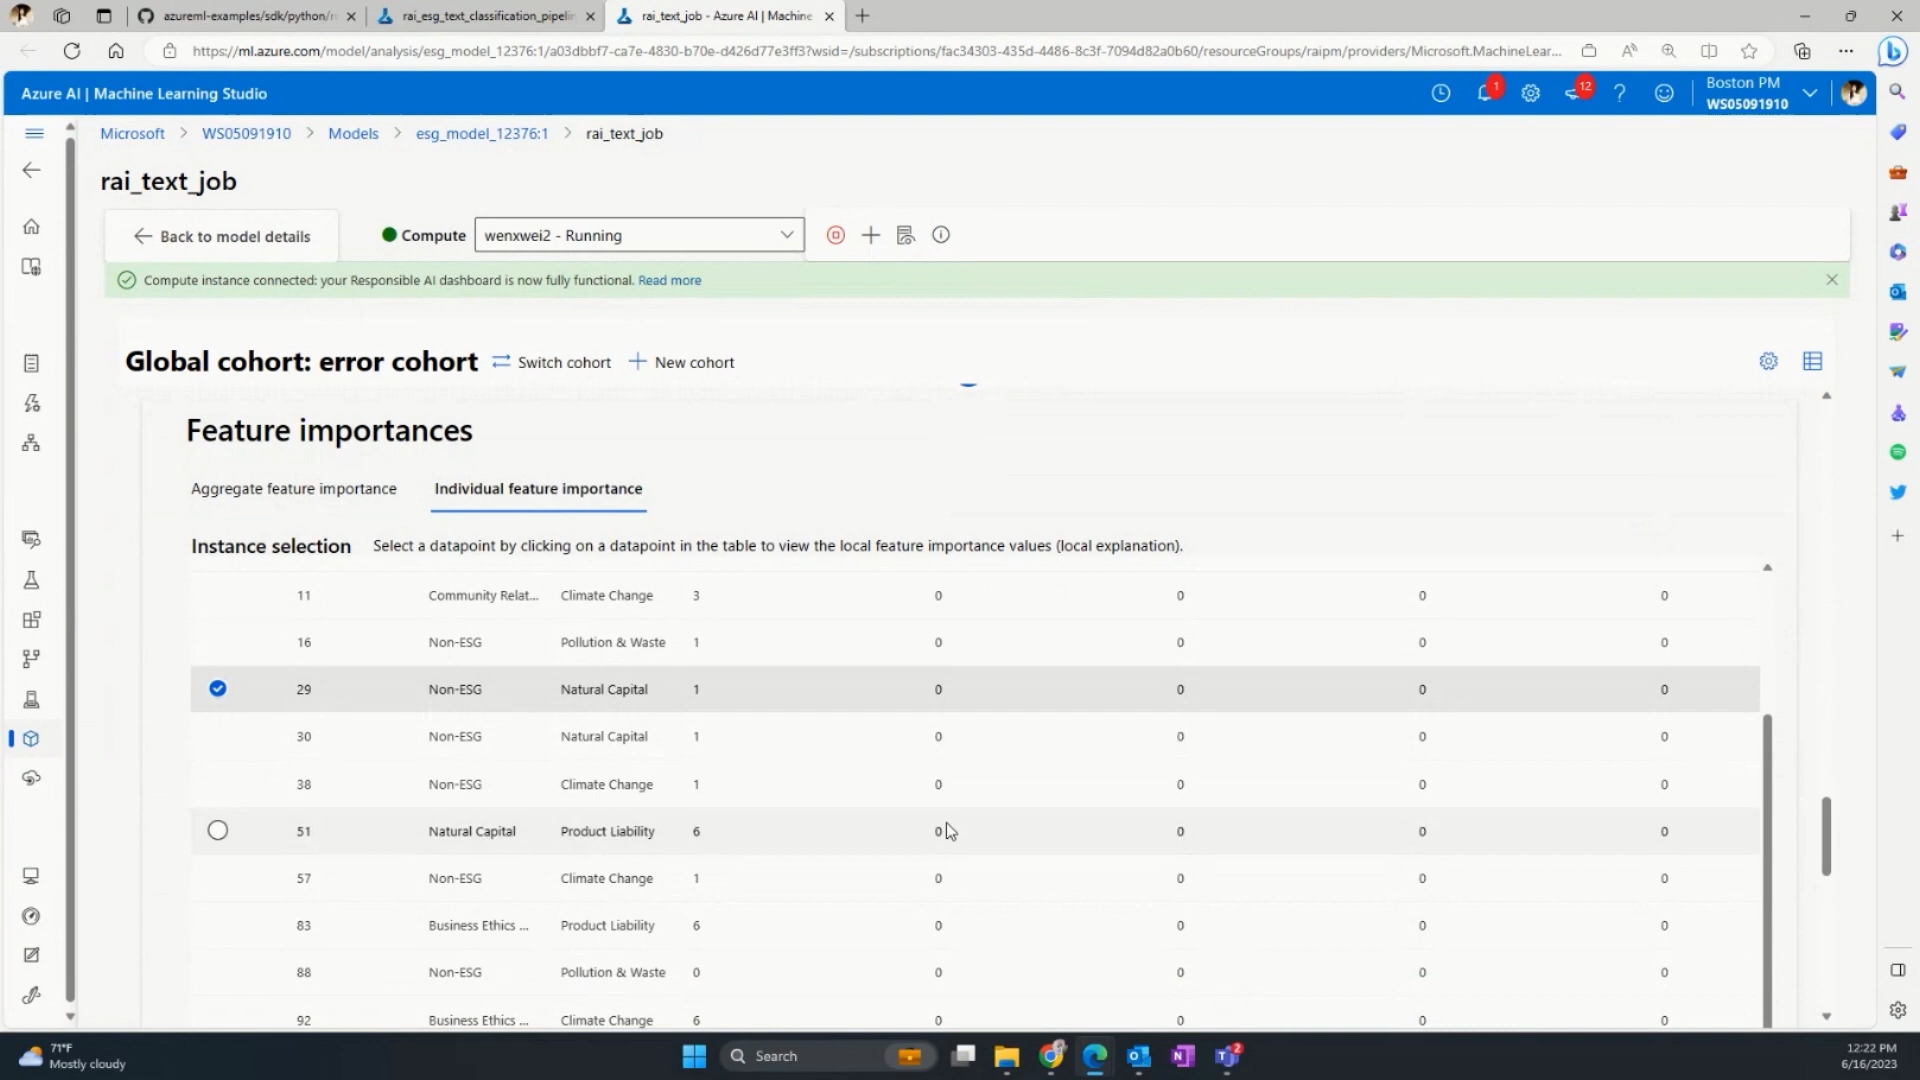 azureml-examples/sdk/python/r
rai_esg_text_classification_pipelin
rai_text_job - Azure AI | Machine
https://ml.azure.com/model/analysis/esg_model_12376:1/a03dbbf7-ca7e-4830-b70e-d426d77e3ff3?wsid=/subscriptions/fac34303-435d-4486-8c3f-7094d82a0b60/resourceGroups/raipm/providers/Microsoft.MachineLear...
Azure AI | Machine Learning Studio
1
12
Boston PM
WS05091910
Microsoft > WS05091910 > Models > esg_model_12376:1 > rai_text_job
rai_text_job
Back to model details
Compute
wenxwei2 - Running
Compute instance connected: your Responsible AI dashboard is now fully functional. Read more
Global cohort: error cohort
Switch cohort
New cohort
Feature importances
Aggregate feature importance
Individual feature importance
Instance selection Select a datapoint by clicking on a datapoint in the table to view the local feature importance values (local explanation).
11 Community Relat... Climate Change 3 0 0 0 0
16 Non-ESG Pollution & Waste 1 0 0 0 0
29 Non-ESG Natural Capital 1 0 0 0 0
30 Non-ESG Natural Capital 1 0 0 0 0
38 Non-ESG Climate Change 1 0 0 0 0
51 Natural Capital Product Liability 6 0 0 0 0
57 Non-ESG Climate Change 1 0 0 0 0
83 Business Ethics ... Product Liability 6 0 0 0 0
88 Non-ESG Pollution & Waste 0 0 0 0 0
92 Business Ethics ... Climate Change 6 0 0 0 0
71°F
Mostly cloudy
Search
2
12:22 PM
6/16/2023